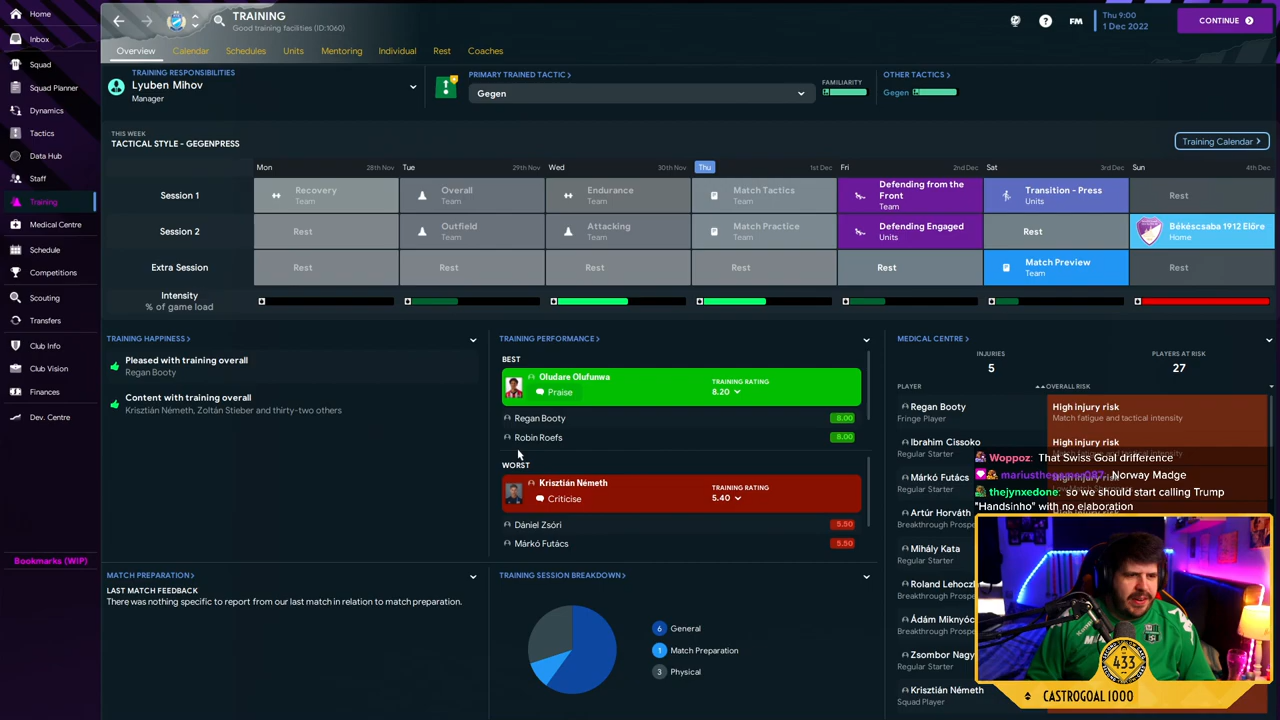 Home
Inbox
Squad
Squad Planner
Dynamics
Tactics
Data Hub
Staff
Training
Medical Centre
Schedule
Competitions
Scouting
Transfers
Club Info
Club Vision
Finances
Dev. Centre
Bookmarks (WIP)
TRAINING
Good training facilities (ID:1060)
FM
Thu 9:00
1 Dec 2022
CONTINUE
Overview Calendar Schedules Units Mentoring Individual Rest Coaches
TRAINING RESPONSIBILITIES
Lyuben Mihov
Manager
PRIMARY TRAINED TACTIC >
Gegen
FAMILIARITY
OTHER TACTICS >
Gegen
THIS WEEK
TACTICAL STYLE - GEGENPRESS
Training Calendar >
Mon 28th Nov Tue 29th Nov Wed 30th Nov Thu 1st Dec Fri 2nd Dec Sat 3rd Dec Sun 4th Dec
Session 1
Recovery
Team
Overall
Team
Endurance
Team
Match Tactics
Team
Defending from the
Front
Team
Transition - Press
Units
Rest
Session 2
Rest
Outfield
Team
Attacking
Team
Match Practice
Team
Defending Engaged
Units
Rest
Békéscsaba 1912 Előre
Home
Extra Session
Rest
Rest
Rest
Rest
Rest
Match Preview
Team
Rest
Intensity
% of game load
TRAINING HAPPINESS >
Pleased with training overall
Regan Booty
Content with training overall
Krisztián Németh, Zoltán Stieber and thirty-two others
TRAINING PERFORMANCE >
BEST
Oludare Olufunwa
Praise
TRAINING RATING
8.20
Regan Booty 8.00
Robin Roefs 8.00
WORST
Krisztián Németh
Criticise
TRAINING RATING
5.40
Dániel Zsóri 5.50
Márkó Futács 5.50
MEDICAL CENTRE >
INJURIES
5
PLAYERS AT RISK
27
PLAYER OVERALL RISK
Regan Booty
Fringe Player
High injury risk
Match fatigue and tactical intensity
Ibrahim Cissoko
Regular Starter
High injury risk
Márkó Futács
Regular Starter
Artúr Horváth
Breakthrough Prospect
Mihály Kata
Regular Starter
Roland Lehocz
Breakthrough Prospe
Ádám Miknyóc
Breakthrough Prospe
Zsombor Nagy
Regular Starter
Krisztián Németh
Squad Player
Woppoz: That Swiss Goal difference
Norway Madge
thejynxedone: so we should start calling Trump
"Handsinho" with no elaboration
MATCH PREPARATION >
LAST MATCH FEEDBACK
There was nothing specific to report from our last match in relation to match preparation.
TRAINING SESSION BREAKDOWN >
6 General
1 Match Preparation
3 Physical
433
CASTROGOAL1000